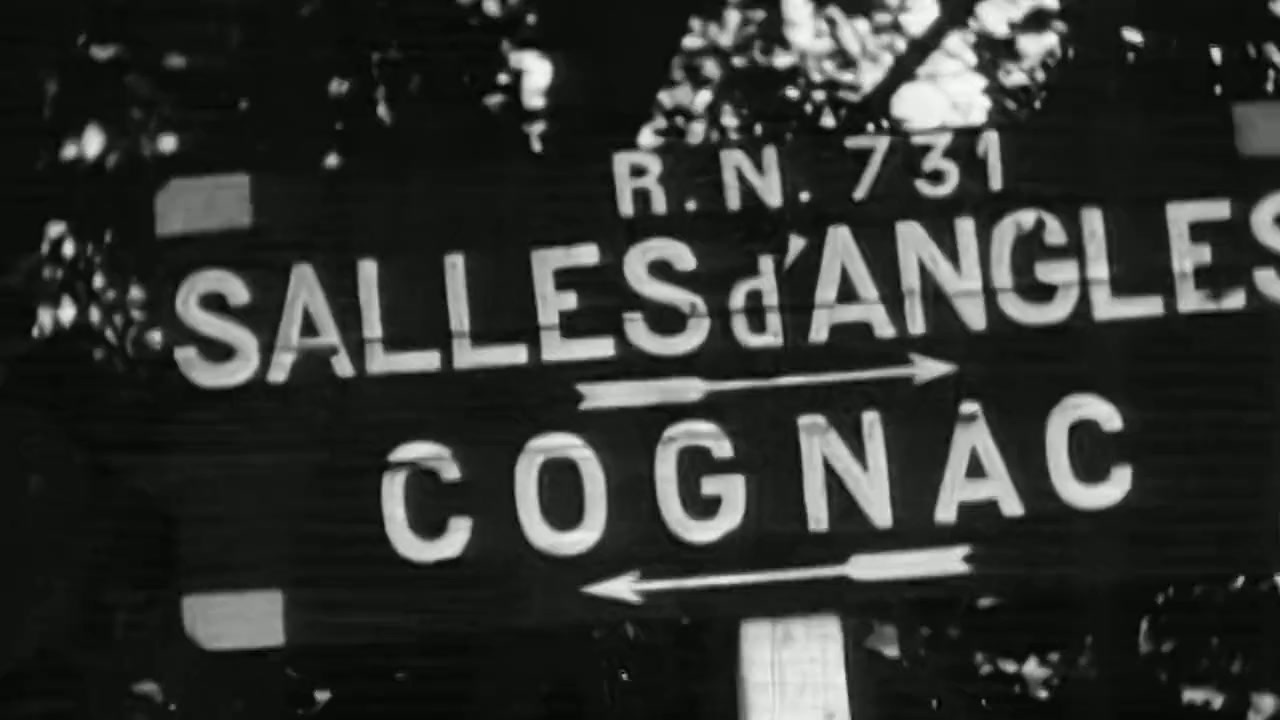 R.N. 731
SALLES d'ANGLES
COGNAC